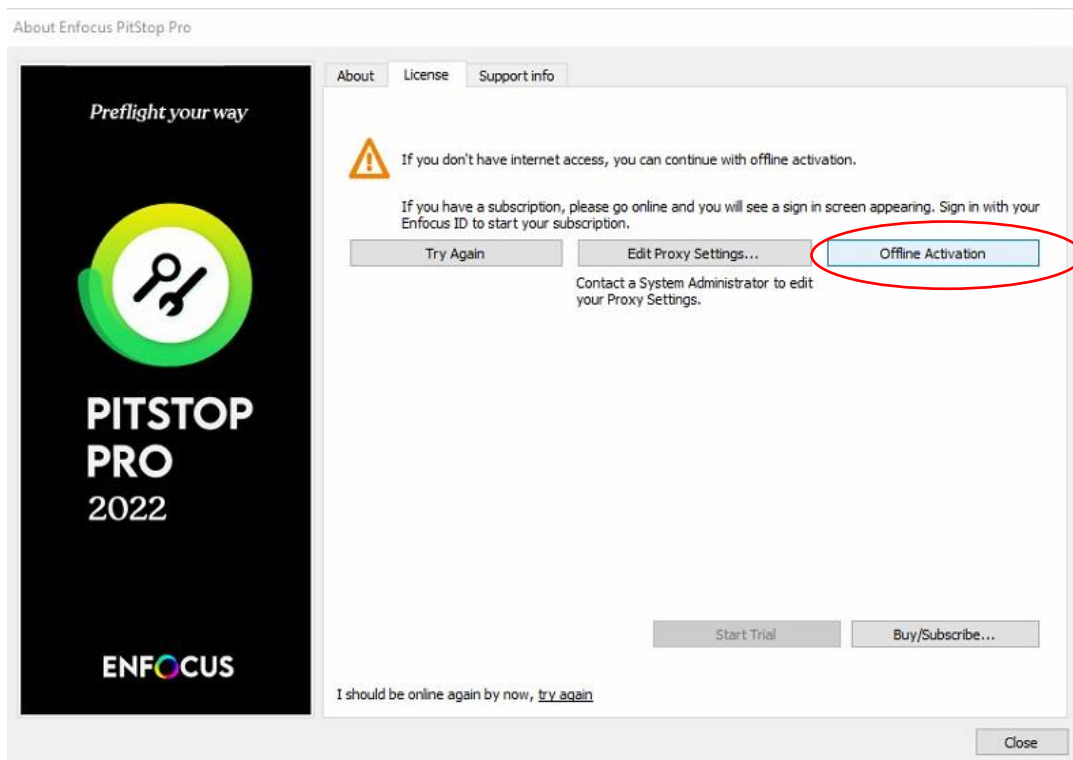 About Enfocus PitStop Pro
Preflight your way
PITSTOP
PRO
2022
ENFOCUS
About License Support info
If you don't have internet access, you can continue with offline activation.
If you have a subscription, please go online and you will see a sign in screen appearing. Sign in with your
Enfocus ID to start your subscription.
Try Again Edit Proxy Settings... Offline Activation
Contact a System Administrator to edit
your Proxy Settings.
Start Trial Buy/Subscribe...
I should be online again by now, try again
Close